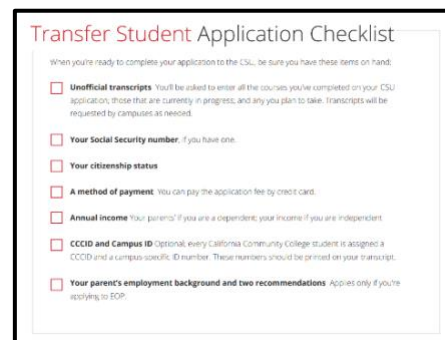 Transfer Student Application Checklist
When you're ready to complete your application to the CSU, be sure you have these items on hand:
Unofficial transcripts You'll be asked to enter all the courses you've completed on your CSU
application; those that are currently in progress; and any you plan to take. Transcripts will be
requested by campuses as needed.
Your Social Security number, if you have one.
Your citizenship status
A method of payment You can pay the application fee by credit card.
Annual income Your parents' if you are a dependent; your income if you are independent
CCCID and Campus ID Optional; every California Community College student is assigned a
CCCID and a campus-specific ID number. These numbers should be printed on your transcript.
Your parent's employment background and two recommendations Applies only if you're
applying to EOP.